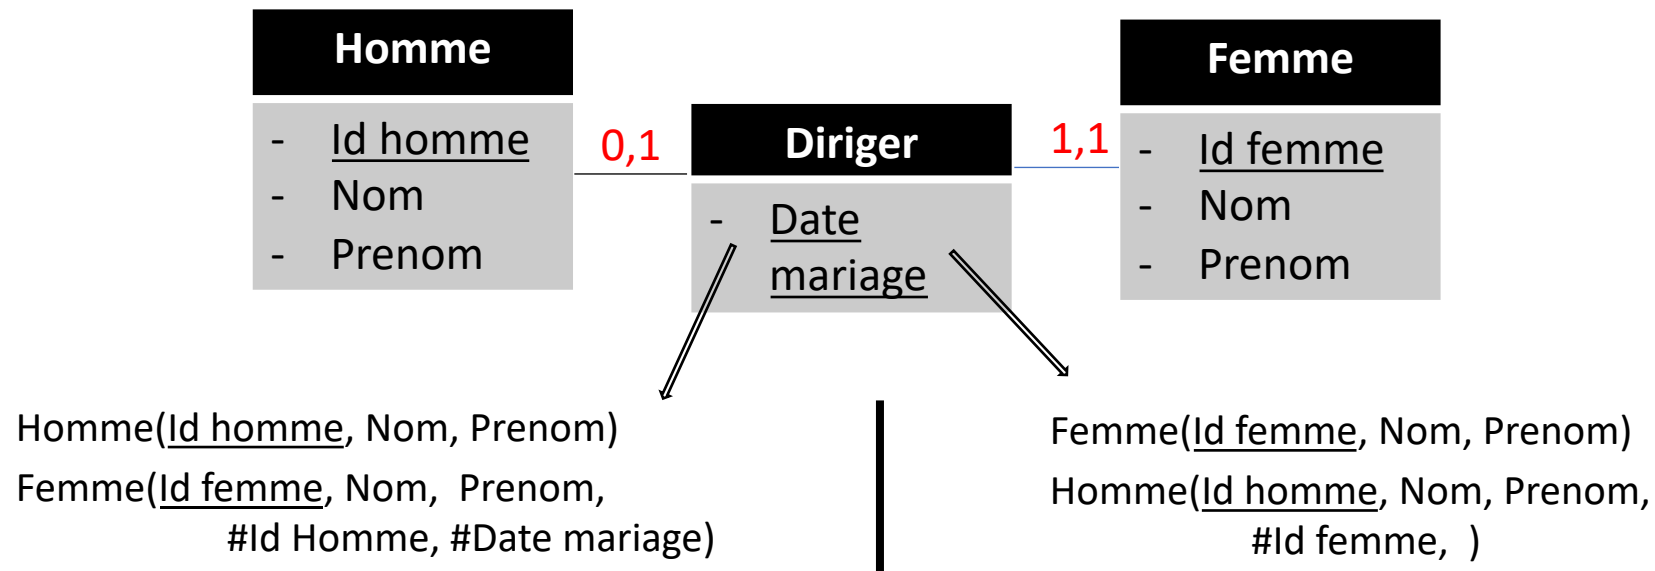 Homme
- Id homme
- Nom
- Prenom
0,1
Diriger
- Date
mariage
1,1
Femme
- Id femme
- Nom
- Prenom
Homme(Id homme, Nom, Prenom)
Femme(Id femme, Nom, Prenom,
#Id Homme, #Date mariage)
Femme(Id femme, Nom, Prenom)
Homme(Id homme, Nom, Prenom,
#Id femme, )